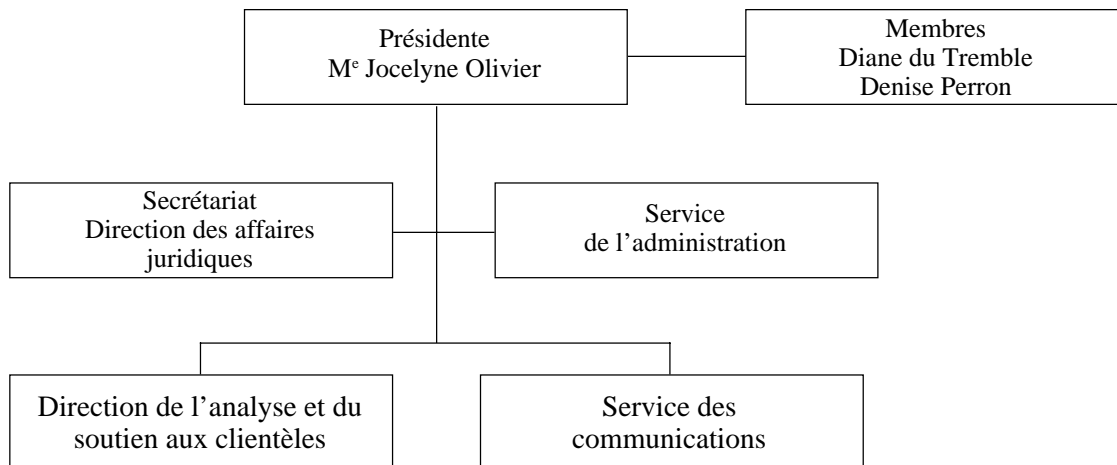 Présidente
Me Jocelyne Olivier
Membres
Diane du Tremble
Denise Perron
Secrétariat
Direction des affaires
juridiques
Service
de l’administration
Direction de l’analyse et du
soutien aux clientèles
Service des
communications